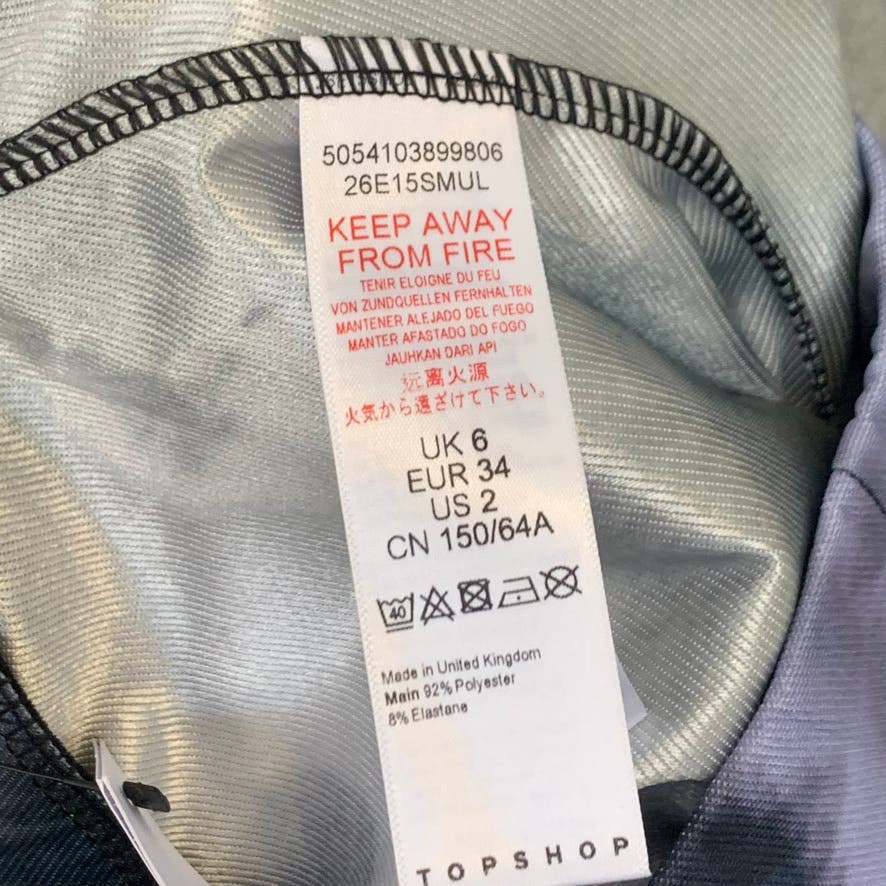 5054103899806
26E15SMUL
KEEP AWAY
FROM FIRE
TENIR ELOIGNE DU FEU
VON ZUNDQUELLEN FERNHALTEN
MANTENER ALEJADO DEL FUEGO
MANTER AFASTADO DO FOGO
JAUHKAN DARI API
远离火源
火気から遠ざけて下さい。
UK 6
EUR 34
US 2
CN 150/64A
40
Made in United Kingdom
Main 92% Polyester
8% Elastane
TOPSHOP